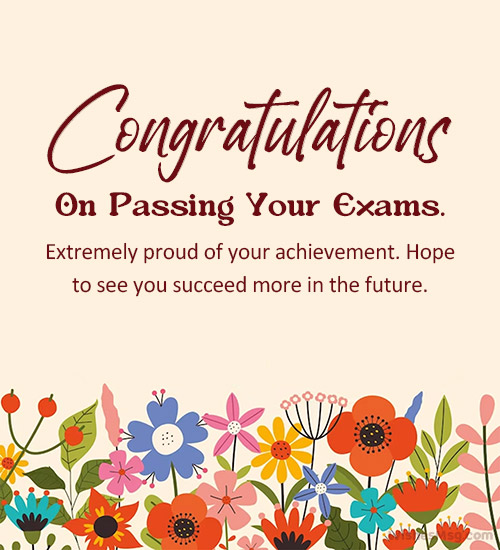 Congratulations
On Passing Your Exams.
Extremely proud of your achievement. Hope
to see you succeed more in the future.